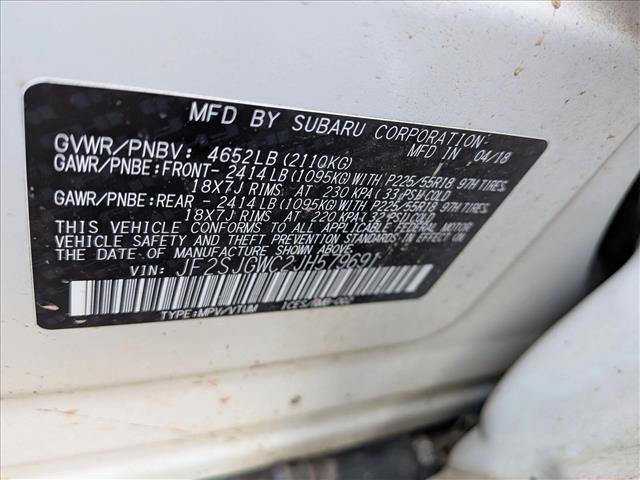 MFD BY SUBARU CORPORATION
GVWR/PNBV: 4652LB(2110KG) MFD IN 04/18
GAWR/PNBE:FRONT- 2414LB(1095KG)WITH P225/55R18 97H TIRES,
18X7J RIMS AT 230 KPA(33 PSI)COLD
GAWR/PNBE:REAR - 2414LB(1095KG)WITH P225/55R18 97H TIRES,
18X7J RIMS AT 220 KPA(32 PSI)COLD
THIS VEHICLE CONFORMS TO ALL APPLICABLE FEDERAL MOTOR
VEHICLE SAFETY AND THEFT PREVENTION STANDARDS IN EFFECT ON
THE DATE OF MANUFACTURE SHOWN ABOVE.
VIN: JF2SJGWC2JH579691
TYPE:MPV/VTUM